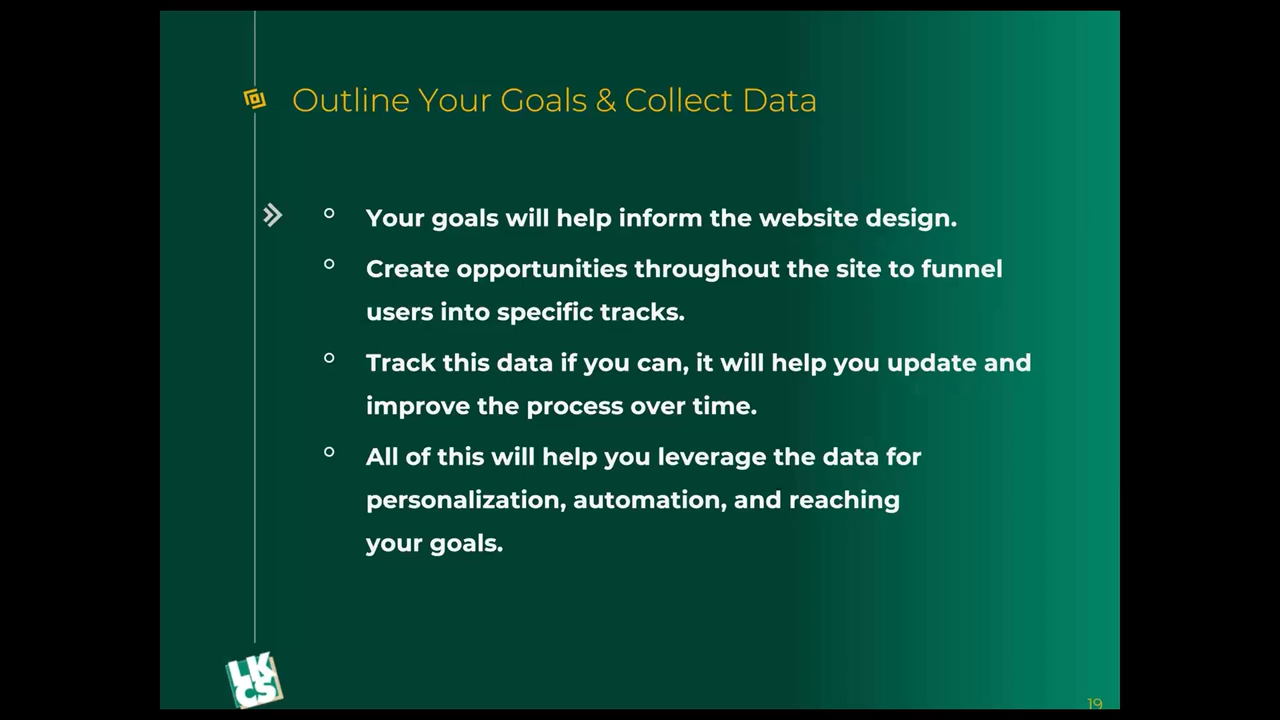 Outline Your Goals & Collect Data
Your goals will help inform the website design.
Create opportunities throughout the site to funnel
users into specific tracks.
Track this data if you can, it will help you update and
improve the process over time.
All of this will help you leverage the data for
personalization, automation, and reaching
your goals.
LK
CS
19